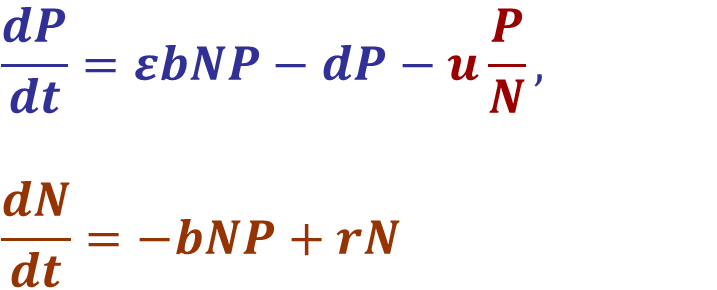 dP/dt = εbNP − dP − u P/N,
dN/dt = −bNP + rN